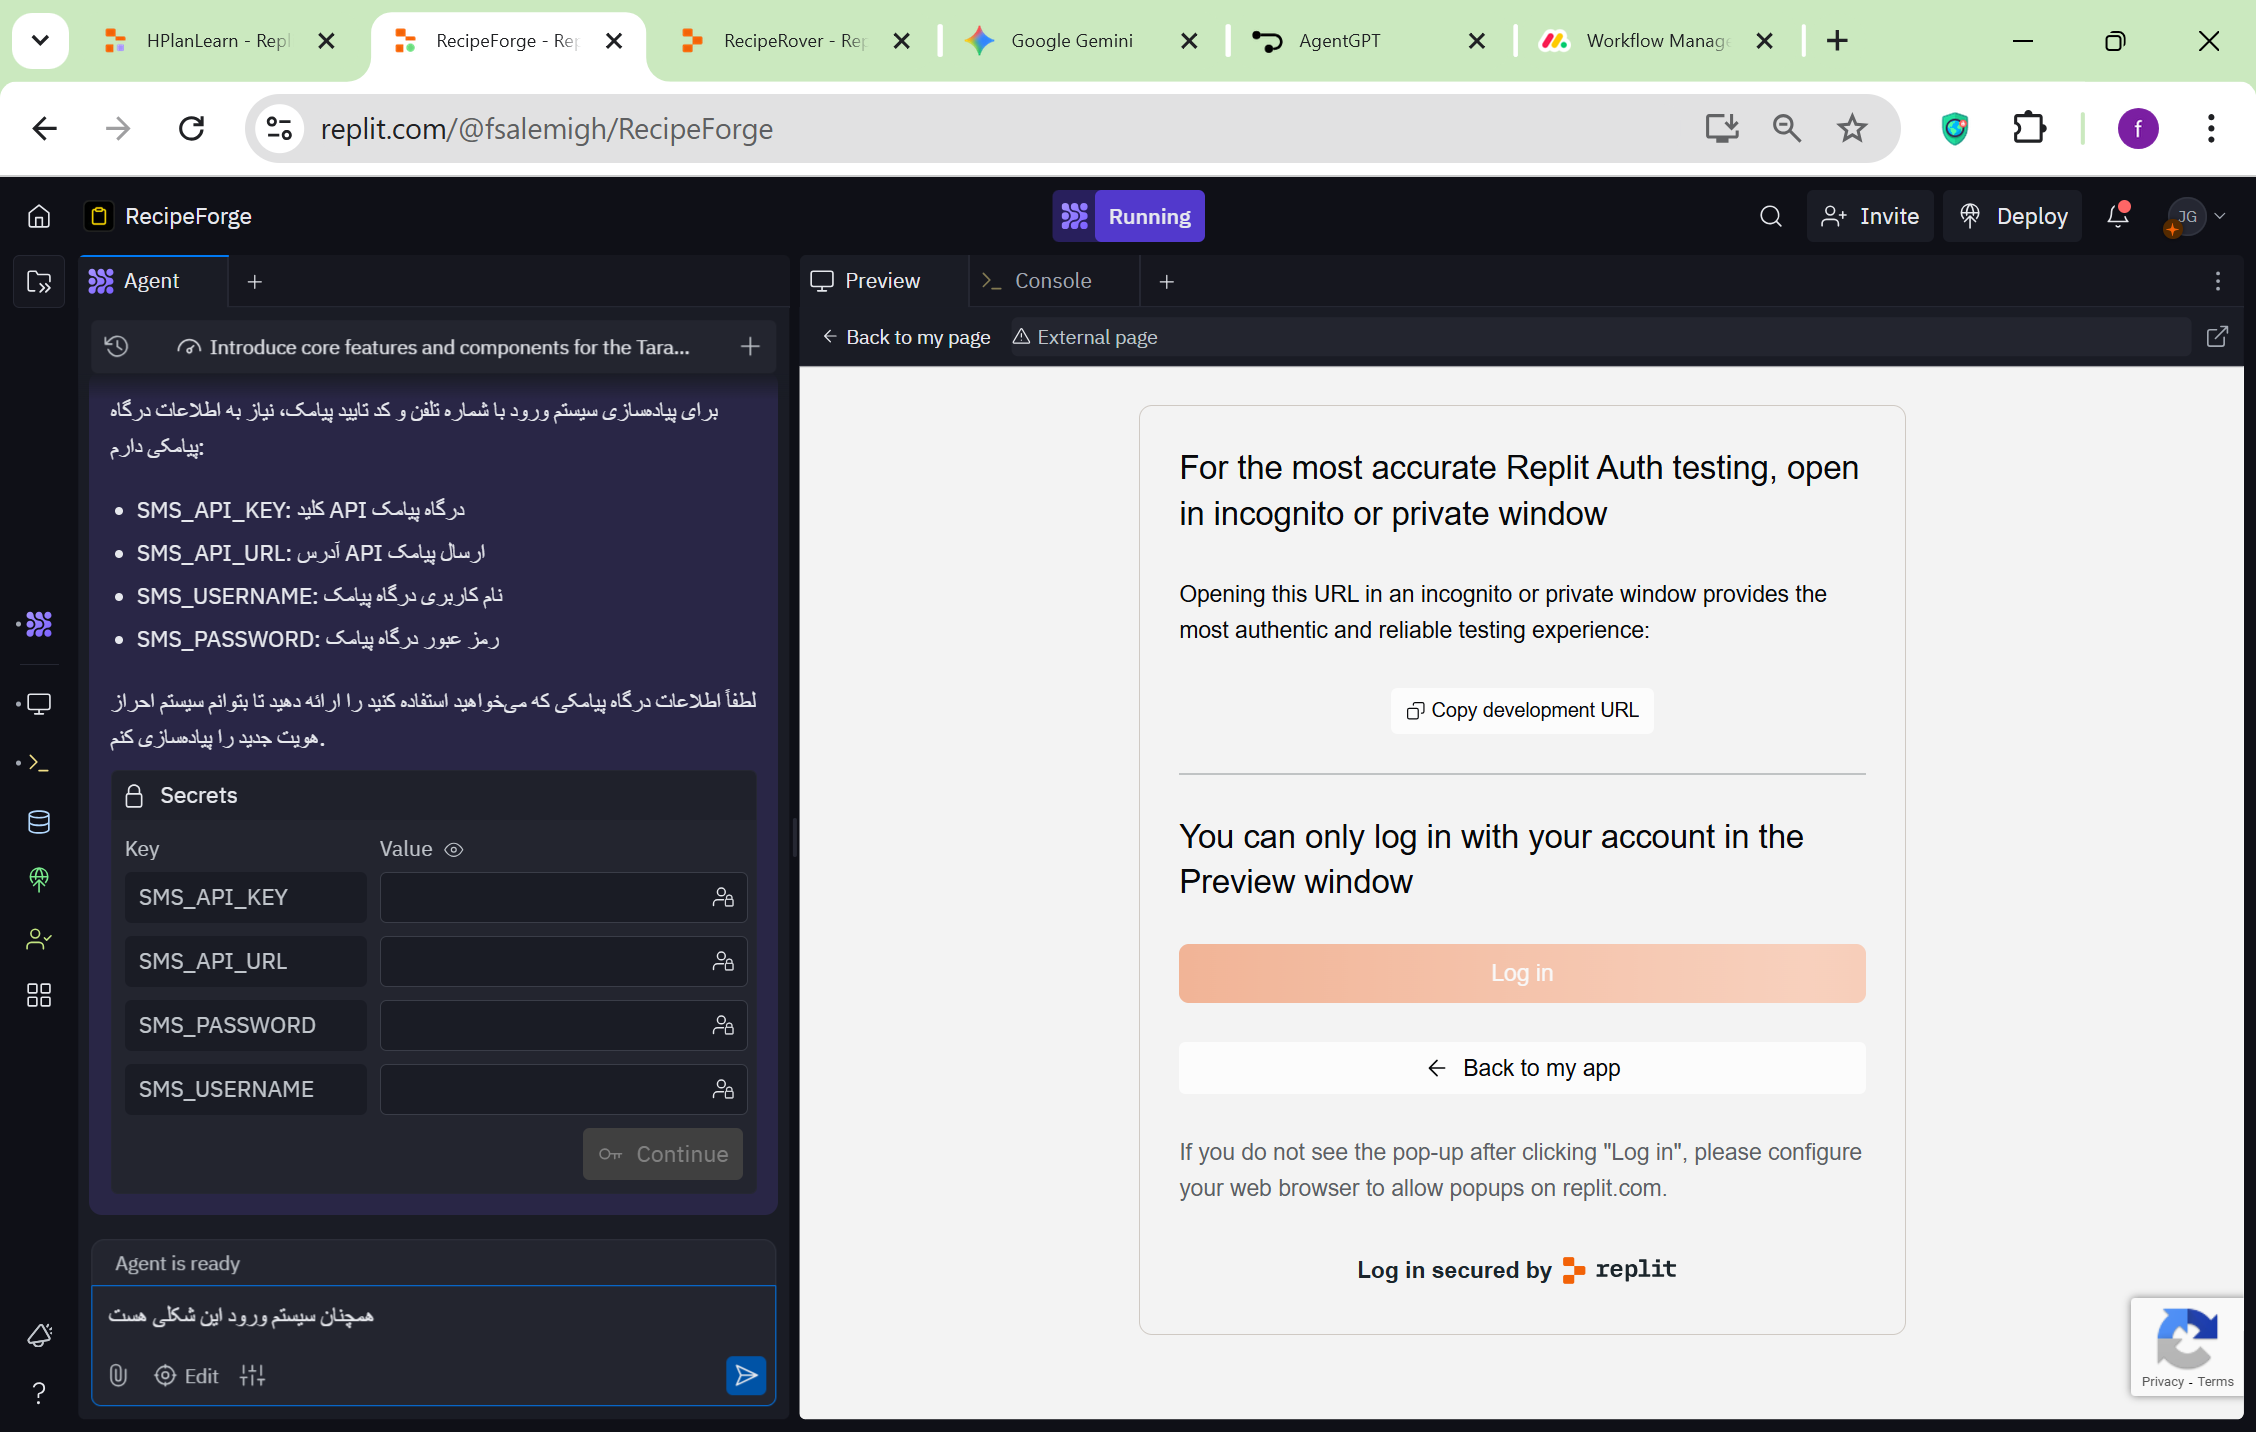 HPlanLearn - Repl
RecipeForge - Rep
RecipeRover - Rep
Google Gemini
AgentGPT
Workflow Manage
replit.com/@fsalemigh/RecipeForge
f
RecipeForge
Running
Invite
Deploy
JG
Agent
Introduce core features and components for the Tara...
برای پیاده‌سازی سیستم ورود با شماره تلفن و کد تایید پیامک، نیاز به اطلاعات درگاه
پیامکی دارم:
SMS_API_KEY: کلید API درگاه پیامک
SMS_API_URL: آدرس API ارسال پیامک
SMS_USERNAME: نام کاربری درگاه پیامک
SMS_PASSWORD: رمز عبور درگاه پیامک
لطفاً اطلاعات درگاه پیامکی که می‌خواهید استفاده کنید را ارائه دهید تا بتوانم سیستم احراز
هویت جدید را پیاده‌سازی کنم.
Secrets
Key Value
SMS_API_KEY
SMS_API_URL
SMS_PASSWORD
SMS_USERNAME
Continue
Agent is ready
همچنان سیستم ورود این شکلی هست
Edit
Preview
Console
Back to my page
External page
For the most accurate Replit Auth testing, open
in incognito or private window
Opening this URL in an incognito or private window provides the
most authentic and reliable testing experience:
Copy development URL
You can only log in with your account in the
Preview window
Log in
Back to my app
If you do not see the pop-up after clicking "Log in", please configure
your web browser to allow popups on replit.com.
Log in secured by replit
Privacy - Terms